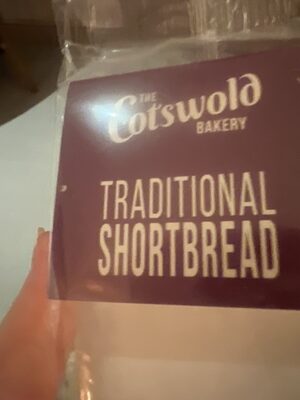 THE
Cotswold
BAKERY
TRADITIONAL
SHORTBREAD